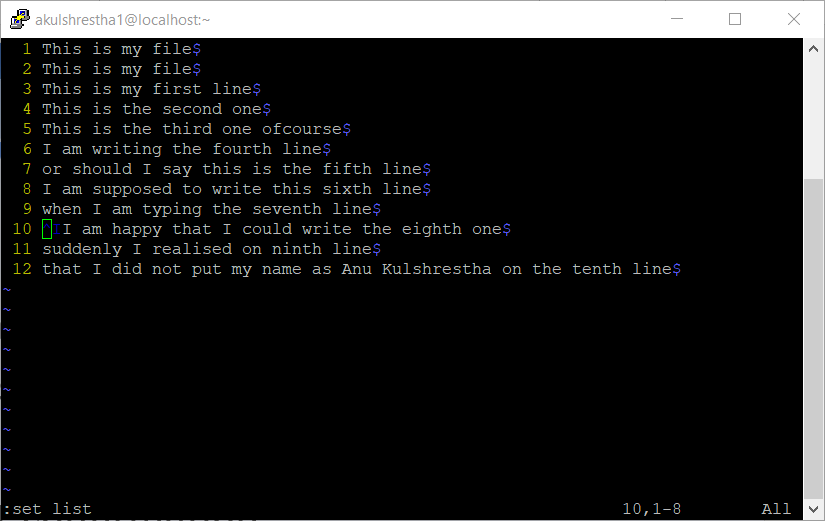 akulshrestha1@localhost:~
1 This is my file$
2 This is my file$
3 This is my first line$
4 This is the second one$
5 This is the third one ofcourse$
6 I am writing the fourth line$
7 or should I say this is the fifth line$
8 I am supposed to write this sixth line$
9 when I am typing the seventh line$
10 ^II am happy that I could write the eighth one$
11 suddenly I realised on ninth line$
12 that I did not put my name as Anu Kulshrestha on the tenth line$
~
~
~
~
~
~
~
~
~
~
~
:set list 10,1-8 All